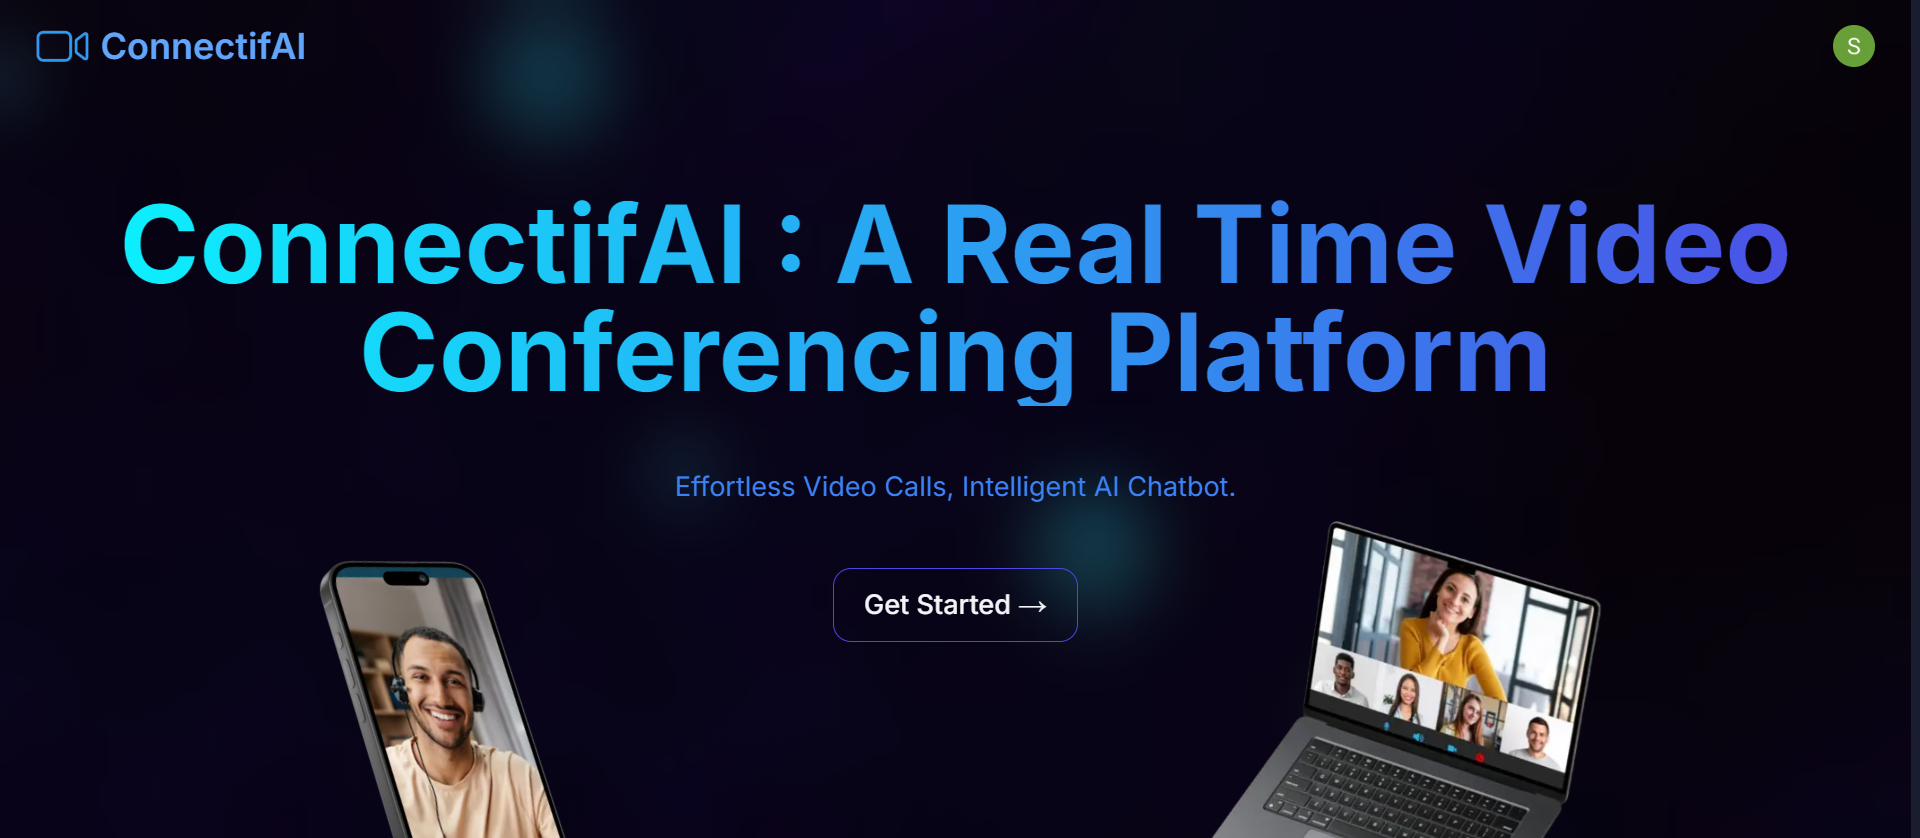 ConnectifAI
S
ConnectifAI : A Real Time Video
Conferencing Platform
Effortless Video Calls, Intelligent AI Chatbot.
Get Started →